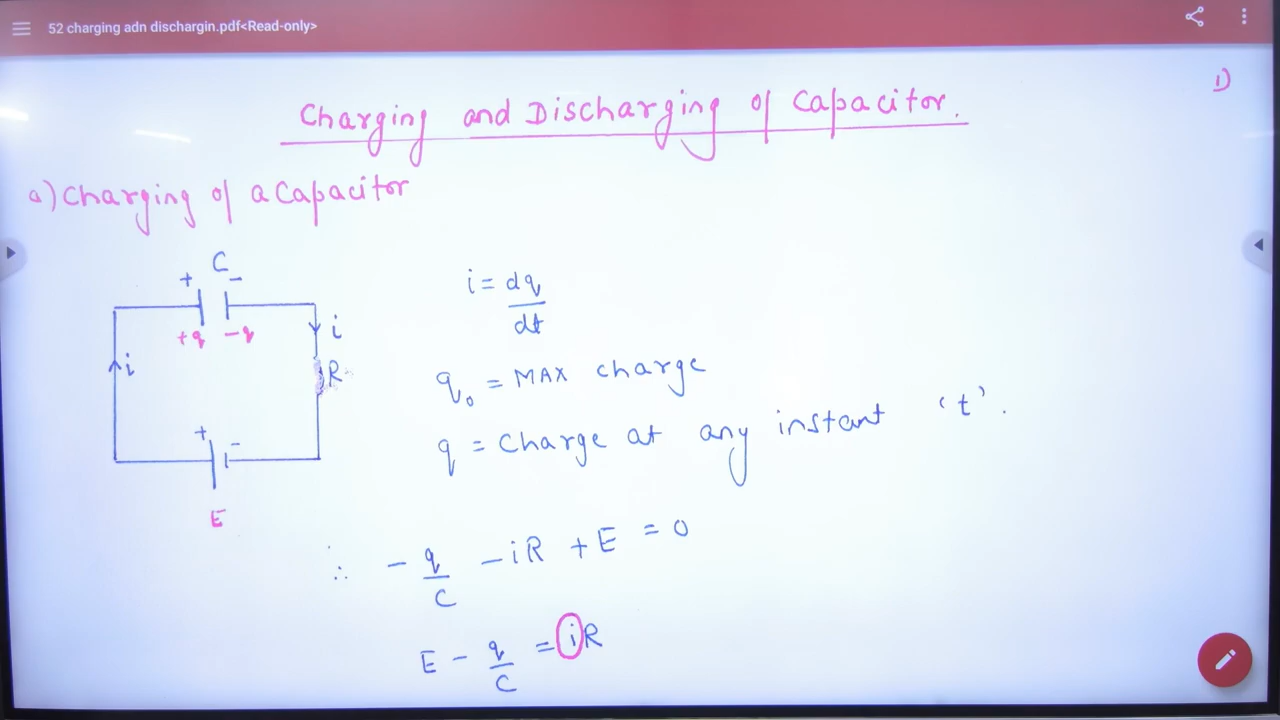 52 charging adn dischargin.pdf<Read-only>
1)
Charging and Discharging of Capacitor.
a) Charging of a Capacitor
C
+ -
+q -q
i
i
R
+ -
E
i = dq/dt
q₀ = MAX charge
q = Charge at any instant 't'.
∴ - q/C - iR + E = 0
E - q/C = iR